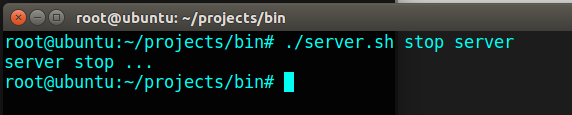 root@ubuntu: ~/projects/bin
root@ubuntu:~/projects/bin# ./server.sh stop server
server stop ...
root@ubuntu:~/projects/bin#